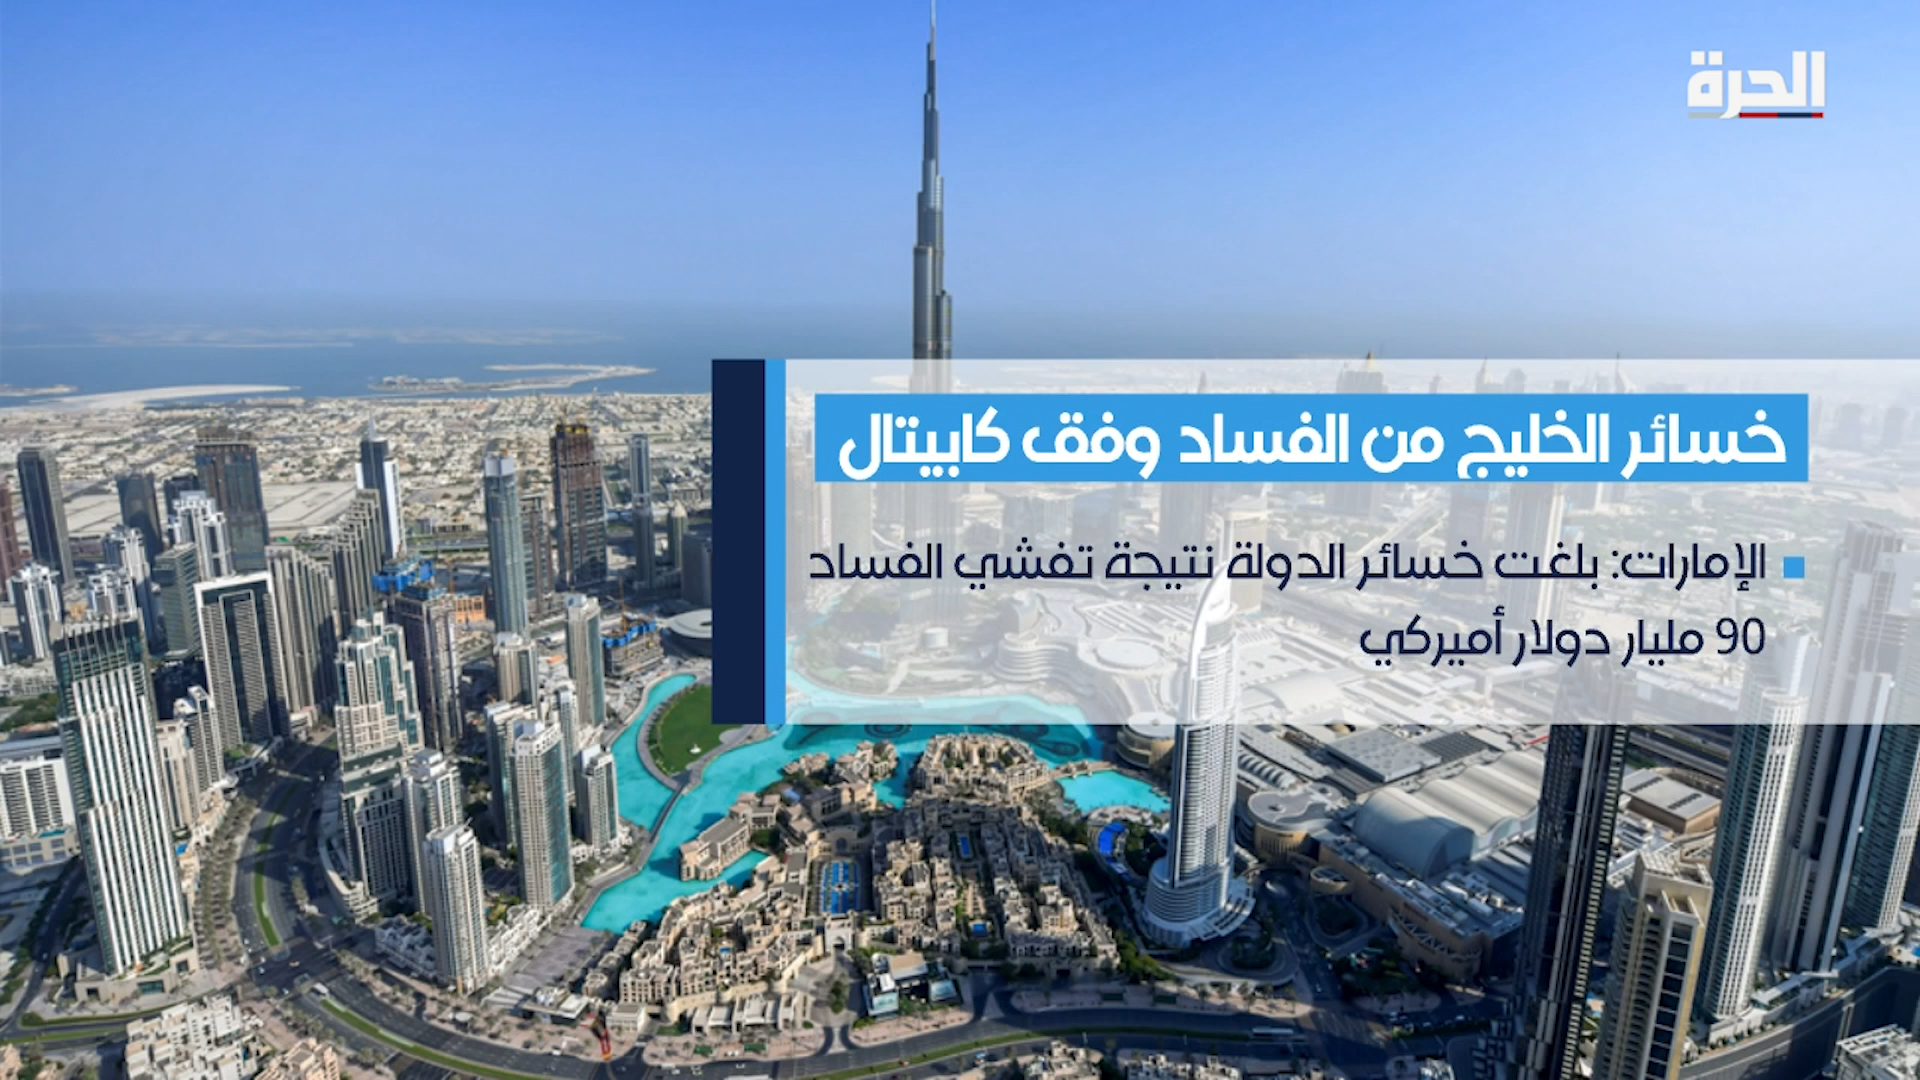 الحرة
خسائر الخليج من الفساد وفق كابيتال
الإمارات: بلغت خسائر الدولة نتيجة تفشي الفساد
90 مليار دولار أميركي